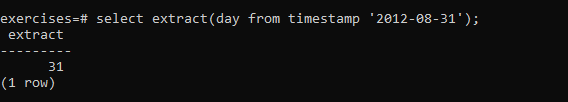 exercises=# select extract(day from timestamp '2012-08-31');
 extract
---------
      31
(1 row)